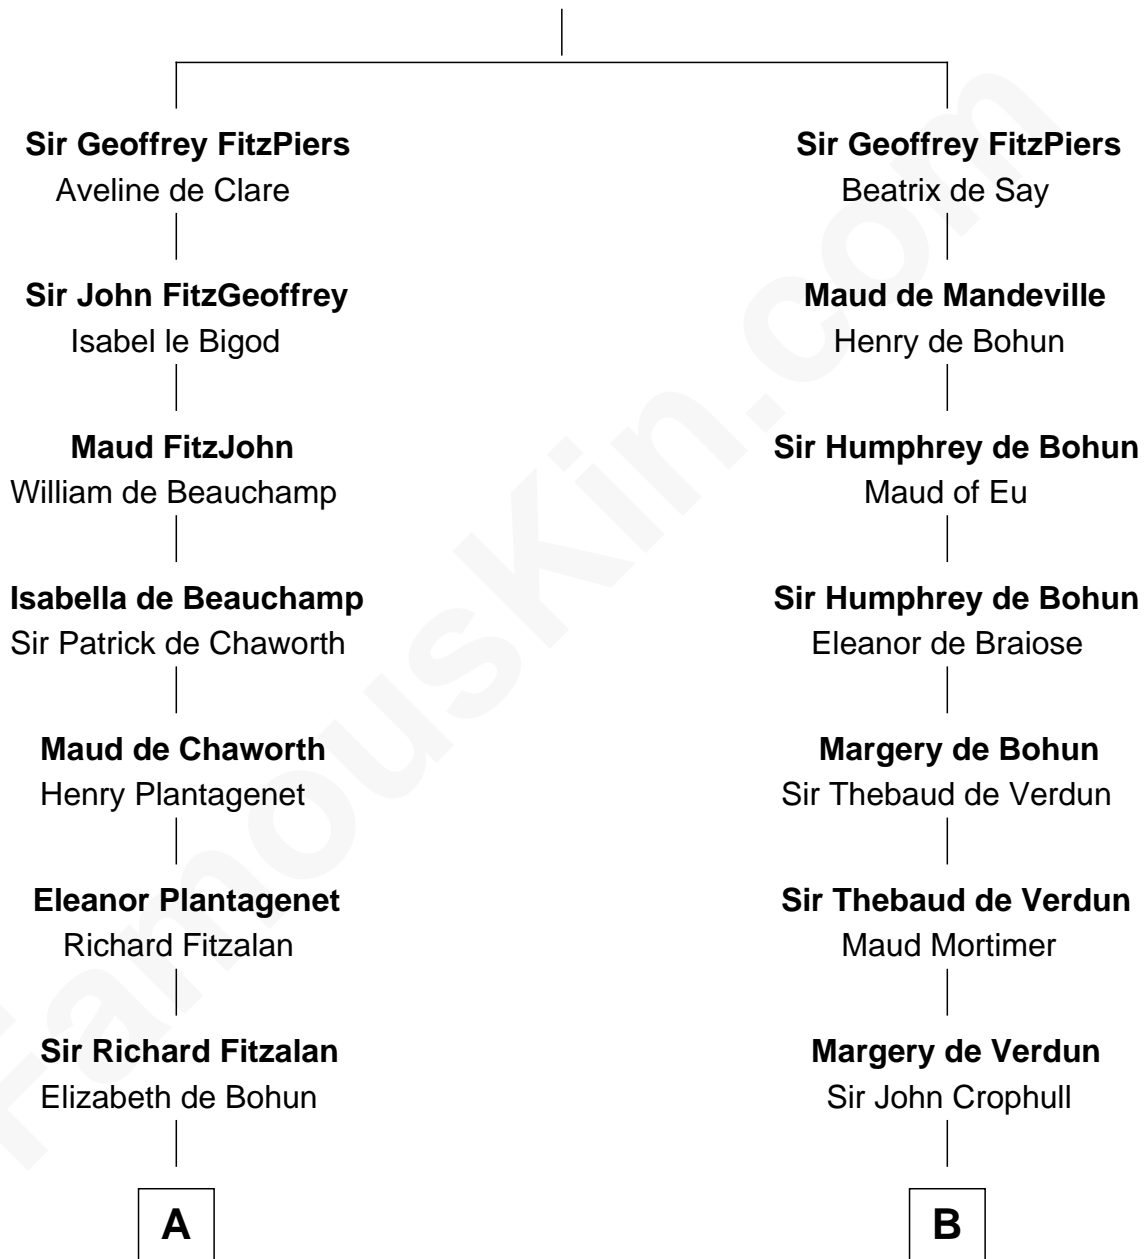 Sir Geoffrey FitzPiers
Aveline de Clare
Sir John FitzGeoffrey
Isabel le Bigod
Maud FitzJohn
William de Beauchamp
Isabella de Beauchamp
Sir Patrick de Chaworth
Maud de Chaworth
Henry Plantagenet
Eleanor Plantagenet
Richard Fitzalan
Sir Richard Fitzalan
Elizabeth de Bohun
A
Sir Geoffrey FitzPiers
Beatrix de Say
Maud de Mandeville
Henry de Bohun
Sir Humphrey de Bohun
Maud of Eu
Sir Humphrey de Bohun
Eleanor de Braiose
Margery de Bohun
Sir Thebaud de Verdun
Sir Thebaud de Verdun
Maud Mortimer
Margery de Verdun
Sir John Crophull
B
FamousKin.com